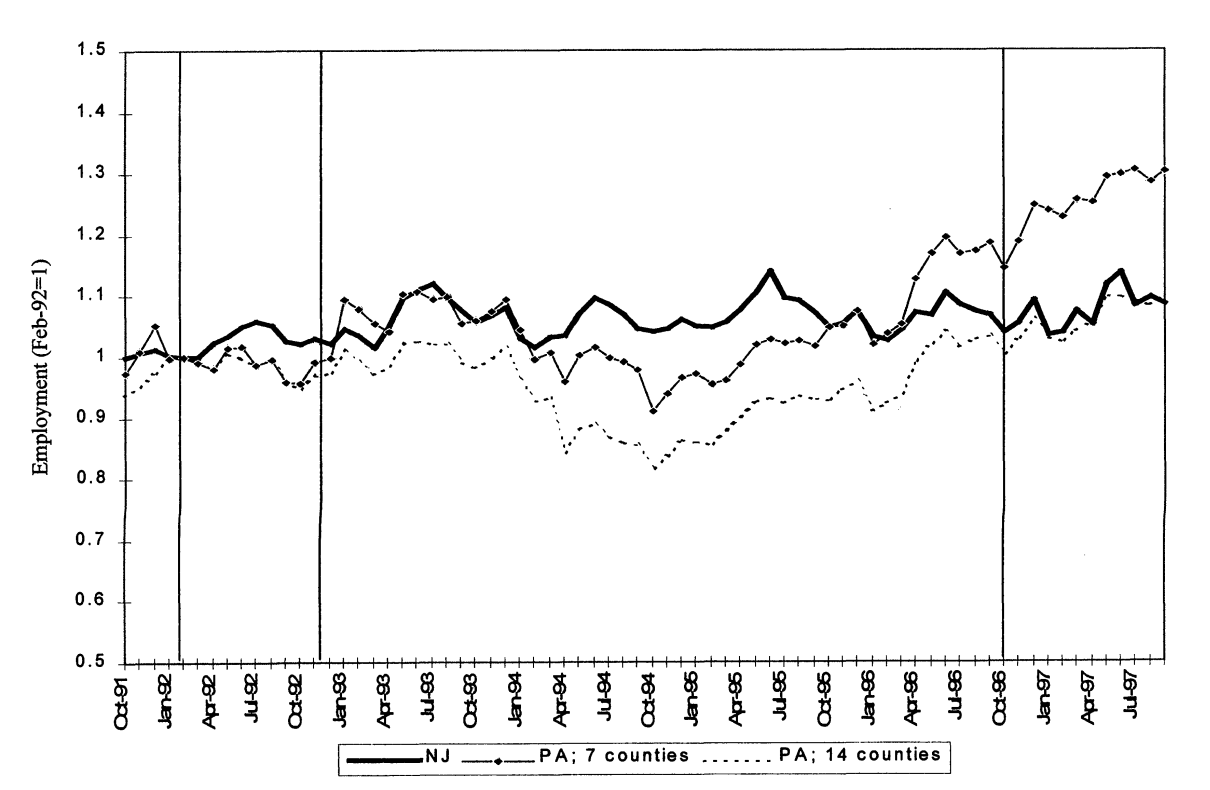 1.5
1.4
1.3
1.2
1.1
1
0.9
0.8
0.7
0.6
0.5
Employment (Feb-92=1)
Oct-91
Jan-92
Apr-92
Jul-92
Oct-92
Jan-93
Apr-93
Jul-93
Oct-93
Jan-94
Apr-94
Jul-94
Oct-94
Jan-95
Apr-95
Jul-95
Oct-95
Jan-96
Apr-96
Jul-96
Oct-96
Jan-97
Apr-97
Jul-97
NJ PA; 7 counties PA; 14 counties